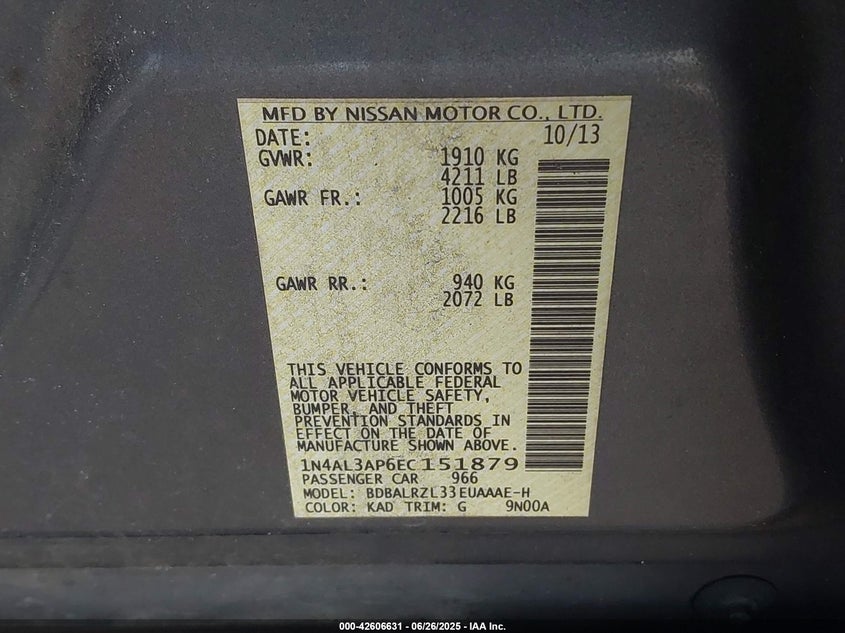 MFD BY NISSAN MOTOR CO., LTD.
DATE: 10/13
GVWR: 1910 KG
4211 LB
GAWR FR.: 1005 KG
2216 LB
GAWR RR.: 940 KG
2072 LB
THIS VEHICLE CONFORMS TO
ALL APPLICABLE FEDERAL
MOTOR VEHICLE SAFETY,
BUMPER, AND THEFT
PREVENTION STANDARDS IN
EFFECT ON THE DATE OF
MANUFACTURE SHOWN ABOVE.
1N4AL3AP6EC151879
PASSENGER CAR 966
MODEL: BDBALRZL33EUAAAE-H
COLOR: KAD TRIM: G 9N00A
000-42606631 / 06/26/2025 - IAA Inc.